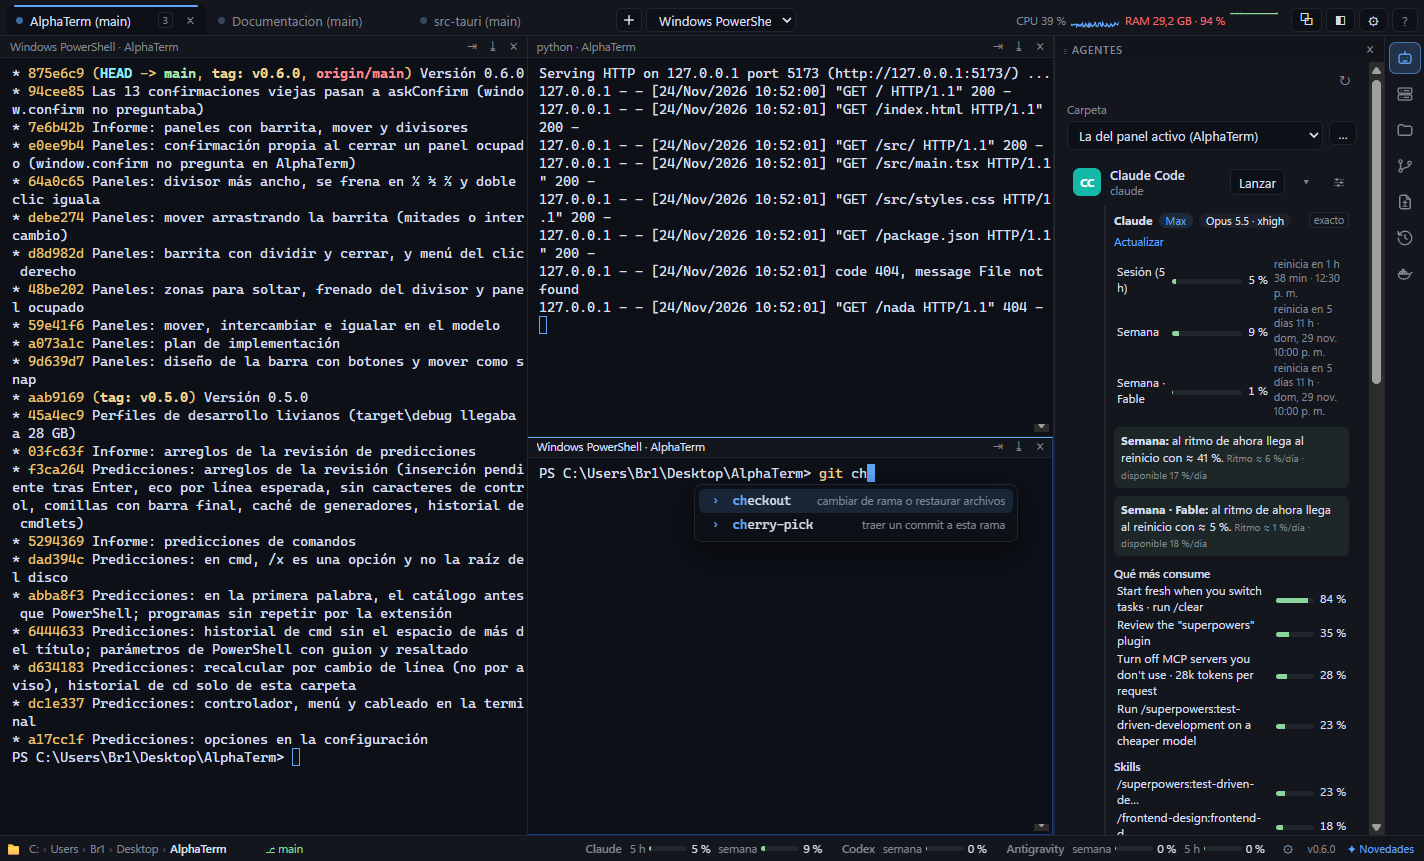 AlphaTerm (main) 3 ×
Documentacion (main)
src-tauri (main)
+
Windows PowerShe
CPU 39 %
RAM 29,2 GB · 94 %
?
Windows PowerShell · AlphaTerm
* 875e6c9 (HEAD -> main, tag: v0.6.0, origin/main) Versión 0.6.0
* 94cee85 Las 13 confirmaciones viejas pasan a askConfirm (windo
w.confirm no preguntaba)
* 7e6b42b Informe: paneles con barrita, mover y divisores
* e0ee9b4 Paneles: confirmación propia al cerrar un panel ocupad
o (window.confirm no pregunta en AlphaTerm)
* 64a0c65 Paneles: divisor más ancho, se frena en ⅓ ½ ⅔ y doble
clic iguala
* debe274 Paneles: mover arrastrando la barrita (mitades o inter
cambio)
* d8d982d Paneles: barrita con dividir y cerrar, y menú del clic
derecho
* 48be202 Paneles: zonas para soltar, frenado del divisor y pane
l ocupado
* 59e41f6 Paneles: mover, intercambiar e igualar en el modelo
* a073a1c Paneles: plan de implementación
* 9d639d7 Paneles: diseño de la barra con botones y mover como s
nap
* aab9169 (tag: v0.5.0) Versión 0.5.0
* 45a4ec9 Perfiles de desarrollo livianos (target\debug llegaba
a 28 GB)
* 03fc63f Informe: arreglos de la revisión de predicciones
* f3ca264 Predicciones: arreglos de la revisión (inserción pendi
ente tras Enter, eco por línea esperada, sin caracteres de contr
ol, comillas con barra final, caché de generadores, historial de
cmdlets)
* 5294369 Informe: predicciones de comandos
* dad394c Predicciones: en cmd, /x es una opción y no la raíz de
l disco
* abba8f3 Predicciones: en la primera palabra, el catálogo antes
que PowerShell; programas sin repetir por la extensión
* 6444633 Predicciones: historial de cmd sin el espacio de más d
el título; parámetros de PowerShell con guion y resaltado
* d634183 Predicciones: recalcular por cambio de línea (no por a
viso), historial de cd solo de esta carpeta
* dc1e337 Predicciones: controlador, menú y cableado en la termi
nal
* a17cc1f Predicciones: opciones en la configuración
PS C:\Users\Br1\Desktop\AlphaTerm>
python · AlphaTerm
Serving HTTP on 127.0.0.1 port 5173 (http://127.0.0.1:5173/) ...
127.0.0.1 - - [24/Nov/2026 10:52:00] "GET / HTTP/1.1" 200 -
127.0.0.1 - - [24/Nov/2026 10:52:01] "GET /index.html HTTP/1.1"
200 -
127.0.0.1 - - [24/Nov/2026 10:52:01] "GET /src/ HTTP/1.1" 200 -
127.0.0.1 - - [24/Nov/2026 10:52:01] "GET /src/main.tsx HTTP/1.1
" 200 -
127.0.0.1 - - [24/Nov/2026 10:52:01] "GET /src/styles.css HTTP/1
.1" 200 -
127.0.0.1 - - [24/Nov/2026 10:52:01] "GET /package.json HTTP/1.1
" 200 -
127.0.0.1 - - [24/Nov/2026 10:52:01] code 404, message File not
found
127.0.0.1 - - [24/Nov/2026 10:52:01] "GET /nada HTTP/1.1" 404 -
Windows PowerShell · AlphaTerm
PS C:\Users\Br1\Desktop\AlphaTerm> git ch
› checkout cambiar de rama o restaurar archivos
› cherry-pick traer un commit a esta rama
AGENTES
Carpeta
La del panel activo (AlphaTerm)
...
CC
Claude Code
claude
Lanzar
Claude Max Opus 5.5 · xhigh exacto
Actualizar
Sesión (5 h) 5 % reinicia en 1 h
38 min · 12:30
p. m.
Semana 9 % reinicia en 5
días 11 h ·
dom, 29 nov.
10:00 p. m.
Semana · Fable 1 % reinicia en 5
días 11 h ·
dom, 29 nov.
10:00 p. m.
Semana: al ritmo de ahora llega al
reinicio con ≈ 41 %. Ritmo ≈ 6 %/día ·
disponible 17 %/día
Semana · Fable: al ritmo de ahora llega
al reinicio con ≈ 5 %. Ritmo ≈ 1 %/día ·
disponible 18 %/día
Qué más consume
Start fresh when you switch
tasks · run /clear 84 %
Review the "superpowers"
plugin 35 %
Turn off MCP servers you
don't use · 28k tokens per
request 28 %
Run /superpowers:test-
driven-development on a
cheaper model 23 %
Skills
/superpowers:test-driven-
de... 23 %
/frontend-design:frontend-
d 18 %
C: › Users › Br1 › Desktop › AlphaTerm
main
Claude 5 h 5 % semana 9 %
Codex semana 0 %
Antigravity semana 0 % 5 h 0 %
v0.6.0
Novedades